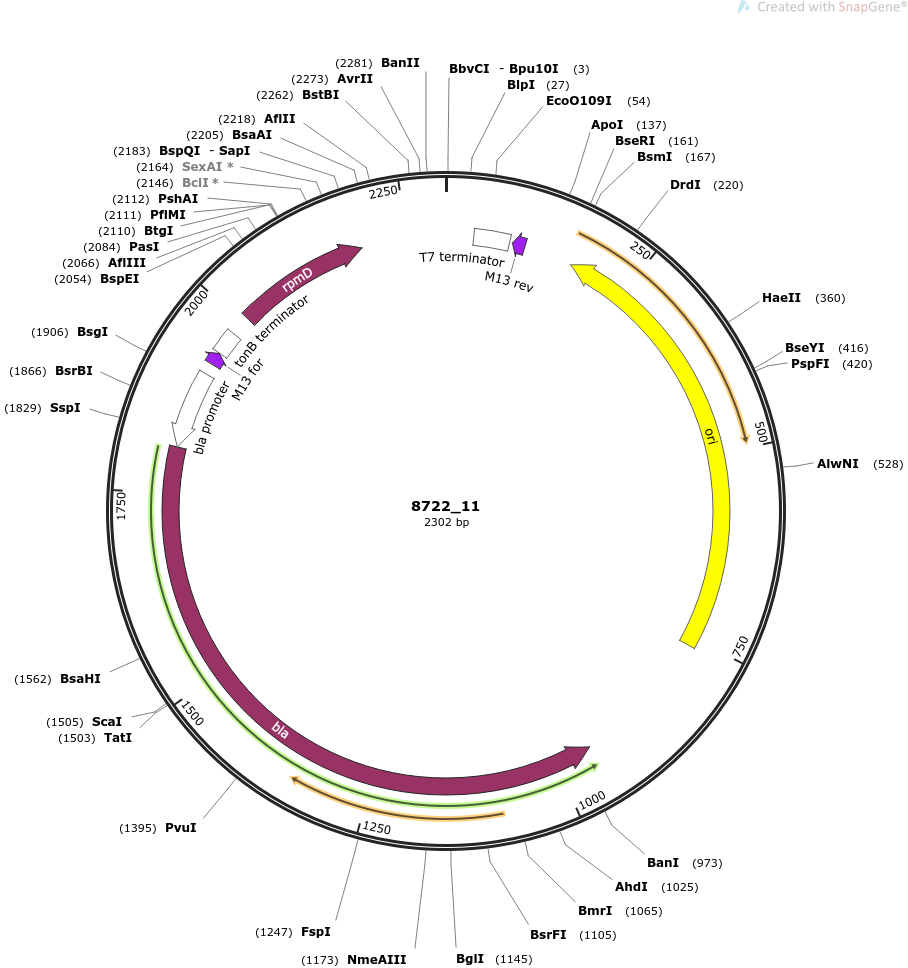 Created with SnapGene®
(2281) BanII
(2273) AvrII
(2262) BstBI
(2218) AflII
(2205) BsaAI
(2183) BspQI - SapI
(2164) SexAI *
(2146) BclI *
(2112) PshAI
(2111) PflMI
(2110) BtgI
(2084) PasI
(2066) AflIII
(2054) BspEI
(1906) BsgI
(1866) BsrBI
(1829) SspI
(1562) BsaHI
(1505) ScaI
(1503) TatI
(1395) PvuI
(1247) FspI
(1173) NmeAIII
BbvCI - Bpu10I (3)
BlpI (27)
EcoO109I (54)
ApoI (137)
BseRI (161)
BsmI (167)
DrdI (220)
HaeII (360)
BseYI (416)
PspFI (420)
AlwNI (528)
BanI (973)
AhdI (1025)
BmrI (1065)
BsrFI (1105)
BglI (1145)
250
500
750
1000
1250
1500
1750
2000
2250
T7 terminator
M13 rev
ori
rpmD
tonB terminator
M13 for
bla promoter
bla
8722_11
2302 bp